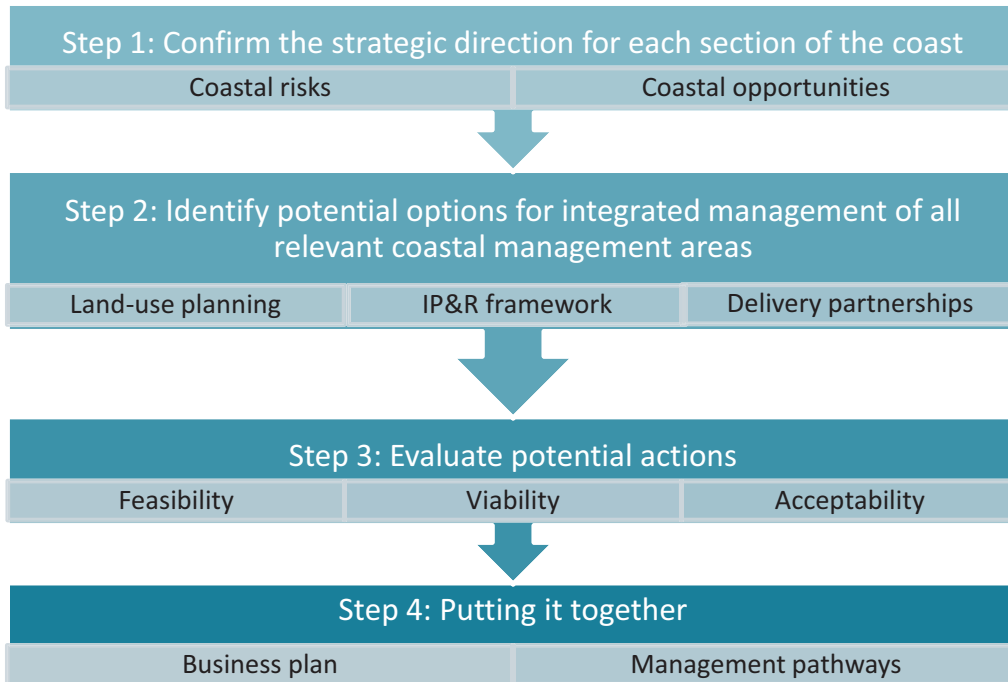 Step 1: Confirm the strategic direction for each section of the coast
Coastal risks
Coastal opportunities
Step 2: Identify potential options for integrated management of all
relevant coastal management areas
Land-use planning
IP&R framework
Delivery partnerships
Step 3: Evaluate potential actions
Feasibility
Viability
Acceptability
Step 4: Putting it together
Business plan
Management pathways